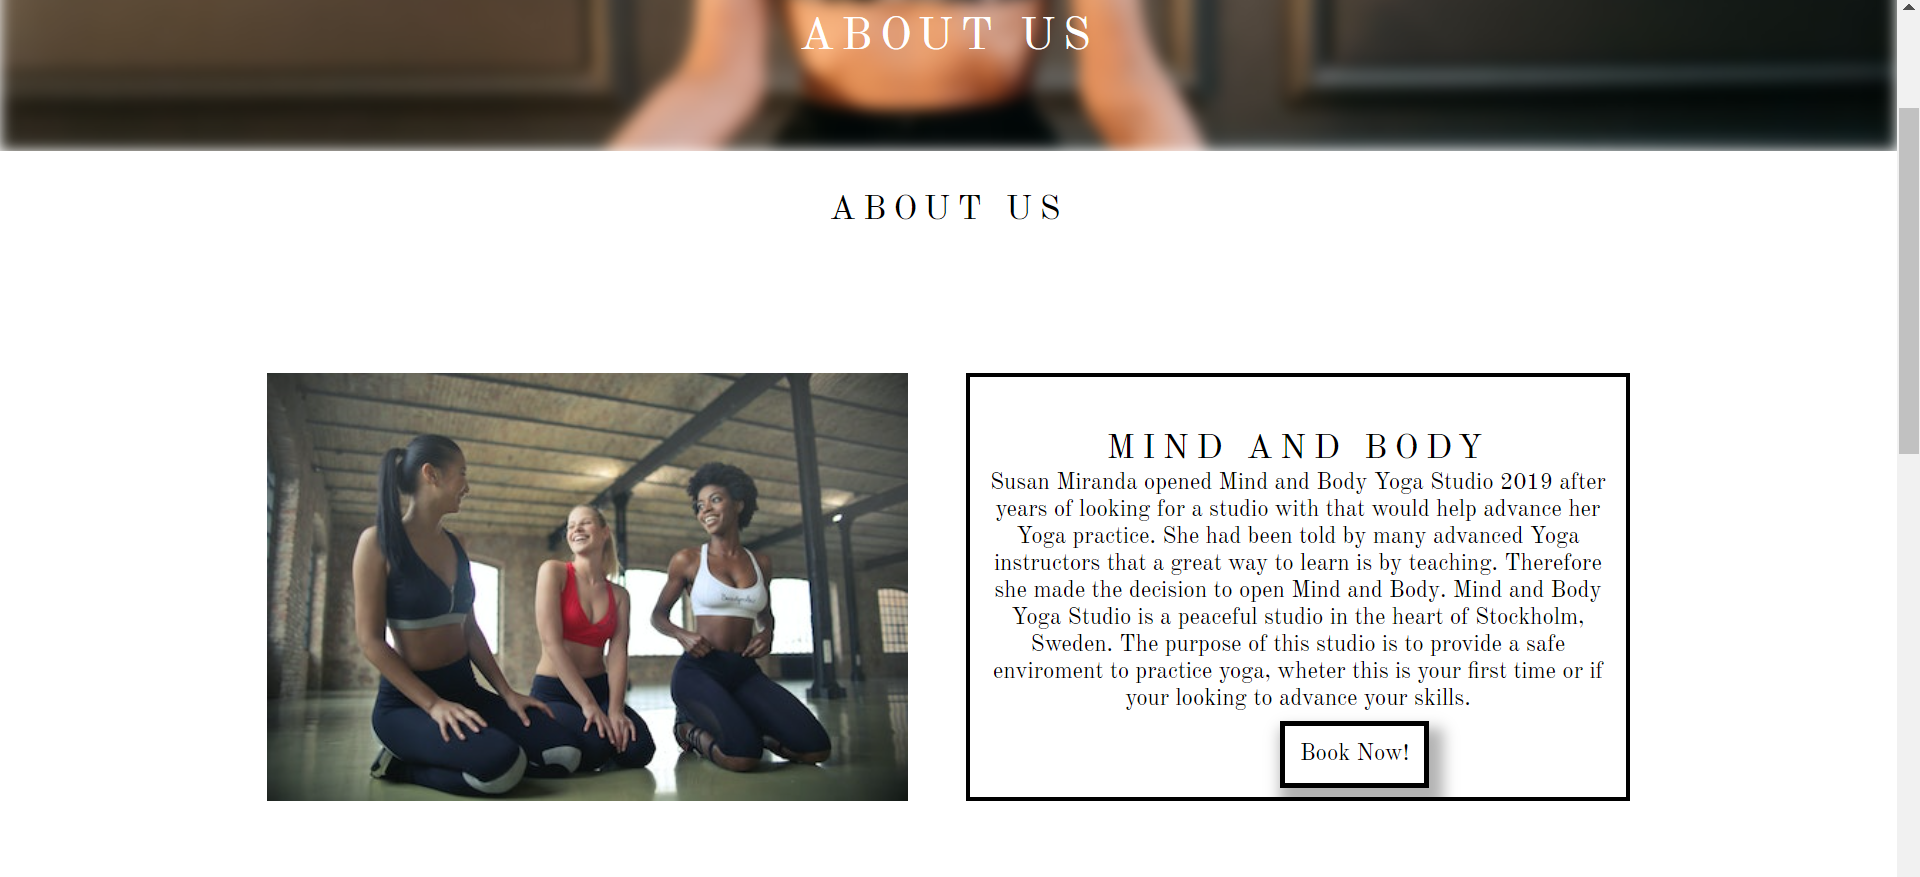 ABOUT US
ABOUT US
MIND AND BODY
Susan Miranda opened Mind and Body Yoga Studio 2019 after
years of looking for a studio with that would help advance her
Yoga practice. She had been told by many advanced Yoga
instructors that a great way to learn is by teaching. Therefore
she made the decision to open Mind and Body. Mind and Body
Yoga Studio is a peaceful studio in the heart of Stockholm,
Sweden. The purpose of this studio is to provide a safe
enviroment to practice yoga, wheter this is your first time or if
your looking to advance your skills.
Book Now!